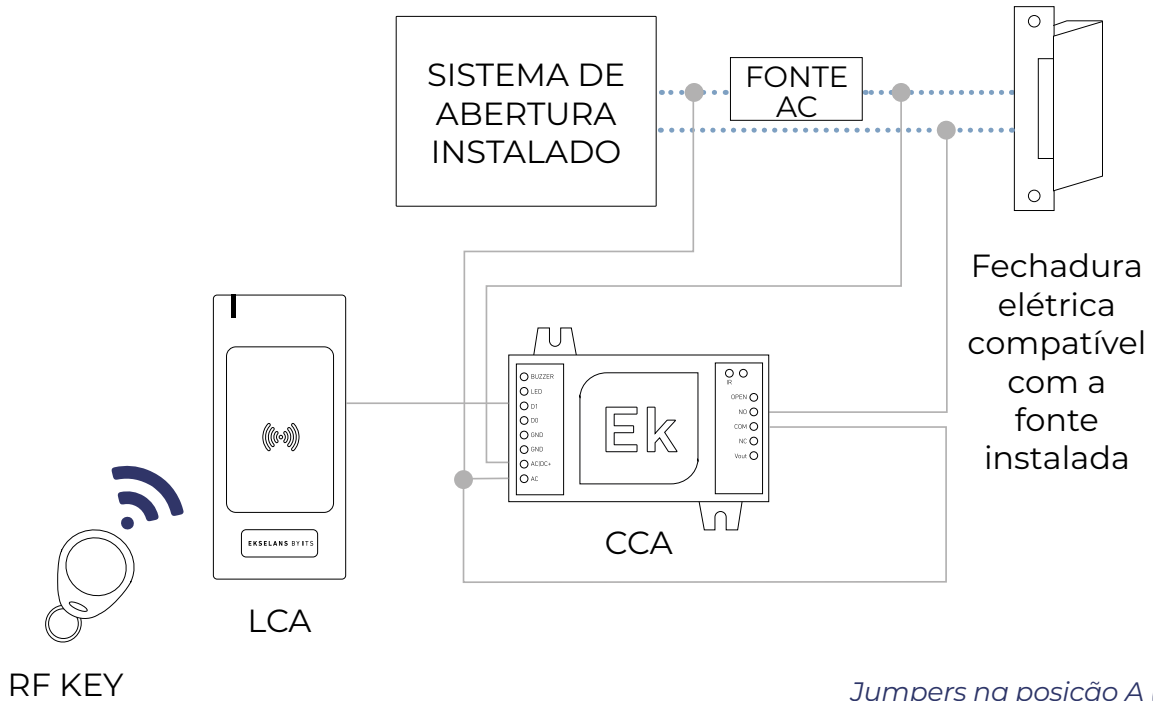 SISTEMA DE
ABERTURA
INSTALADO
FONTE
AC
Fechadura
elétrica
compatível
com a
fonte
instalada
BUZZER
LED
D1
D0
GND
GND
AC|DC+
AC
Ek
IR
OPEN
NO
COM
NC
Vout
CCA
EKSELANS BY ITS
LCA
RF KEY
Jumpers na posição A